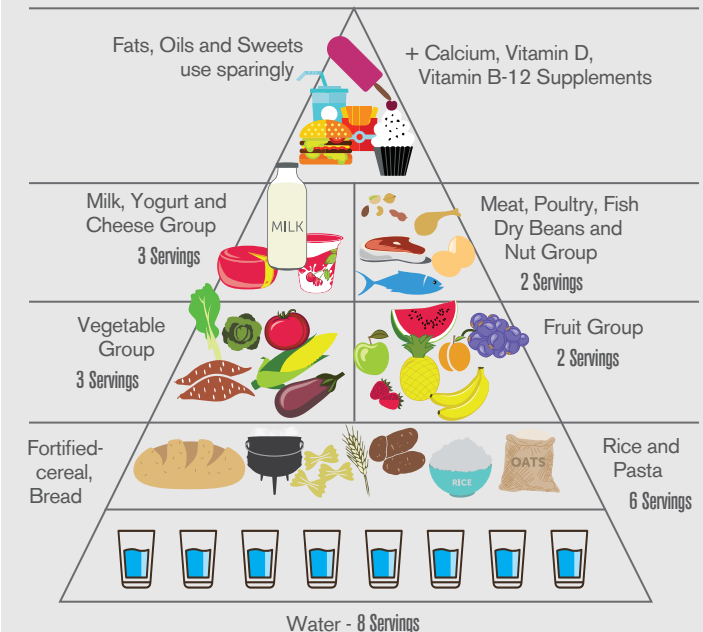 Fats, Oils and Sweets
use sparingly
+ Calcium, Vitamin D,
Vitamin B-12 Supplements
Milk, Yogurt and
Cheese Group
3 Servings
MILK
Meat, Poultry, Fish
Dry Beans and
Nut Group
2 Servings
Vegetable
Group
3 Servings
Fruit Group
2 Servings
Fortified-
cereal,
Bread
RICE
OATS
Rice and
Pasta
6 Servings
Water - 8 Servings